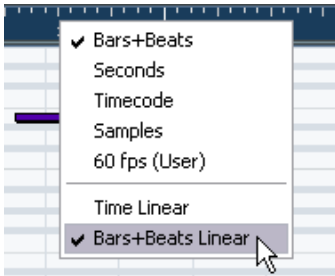 Bars+Beats
Seconds
Timecode
Samples
60 fps (User)
Time Linear
Bars+Beats Linear